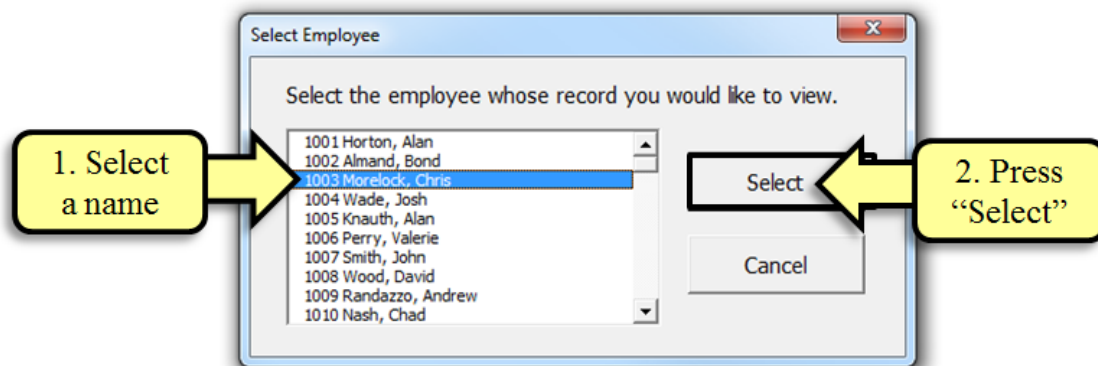 Select Employee
Select the employee whose record you would like to view.
1. Select
a name
1001 Horton, Alan
1002 Almand, Bond
1003 Morelock, Chris
1004 Wade, Josh
1005 Knauth, Alan
1006 Perry, Valerie
1007 Smith, John
1008 Wood, David
1009 Randazzo, Andrew
1010 Nash, Chad
Select
Cancel
2. Press
“Select”